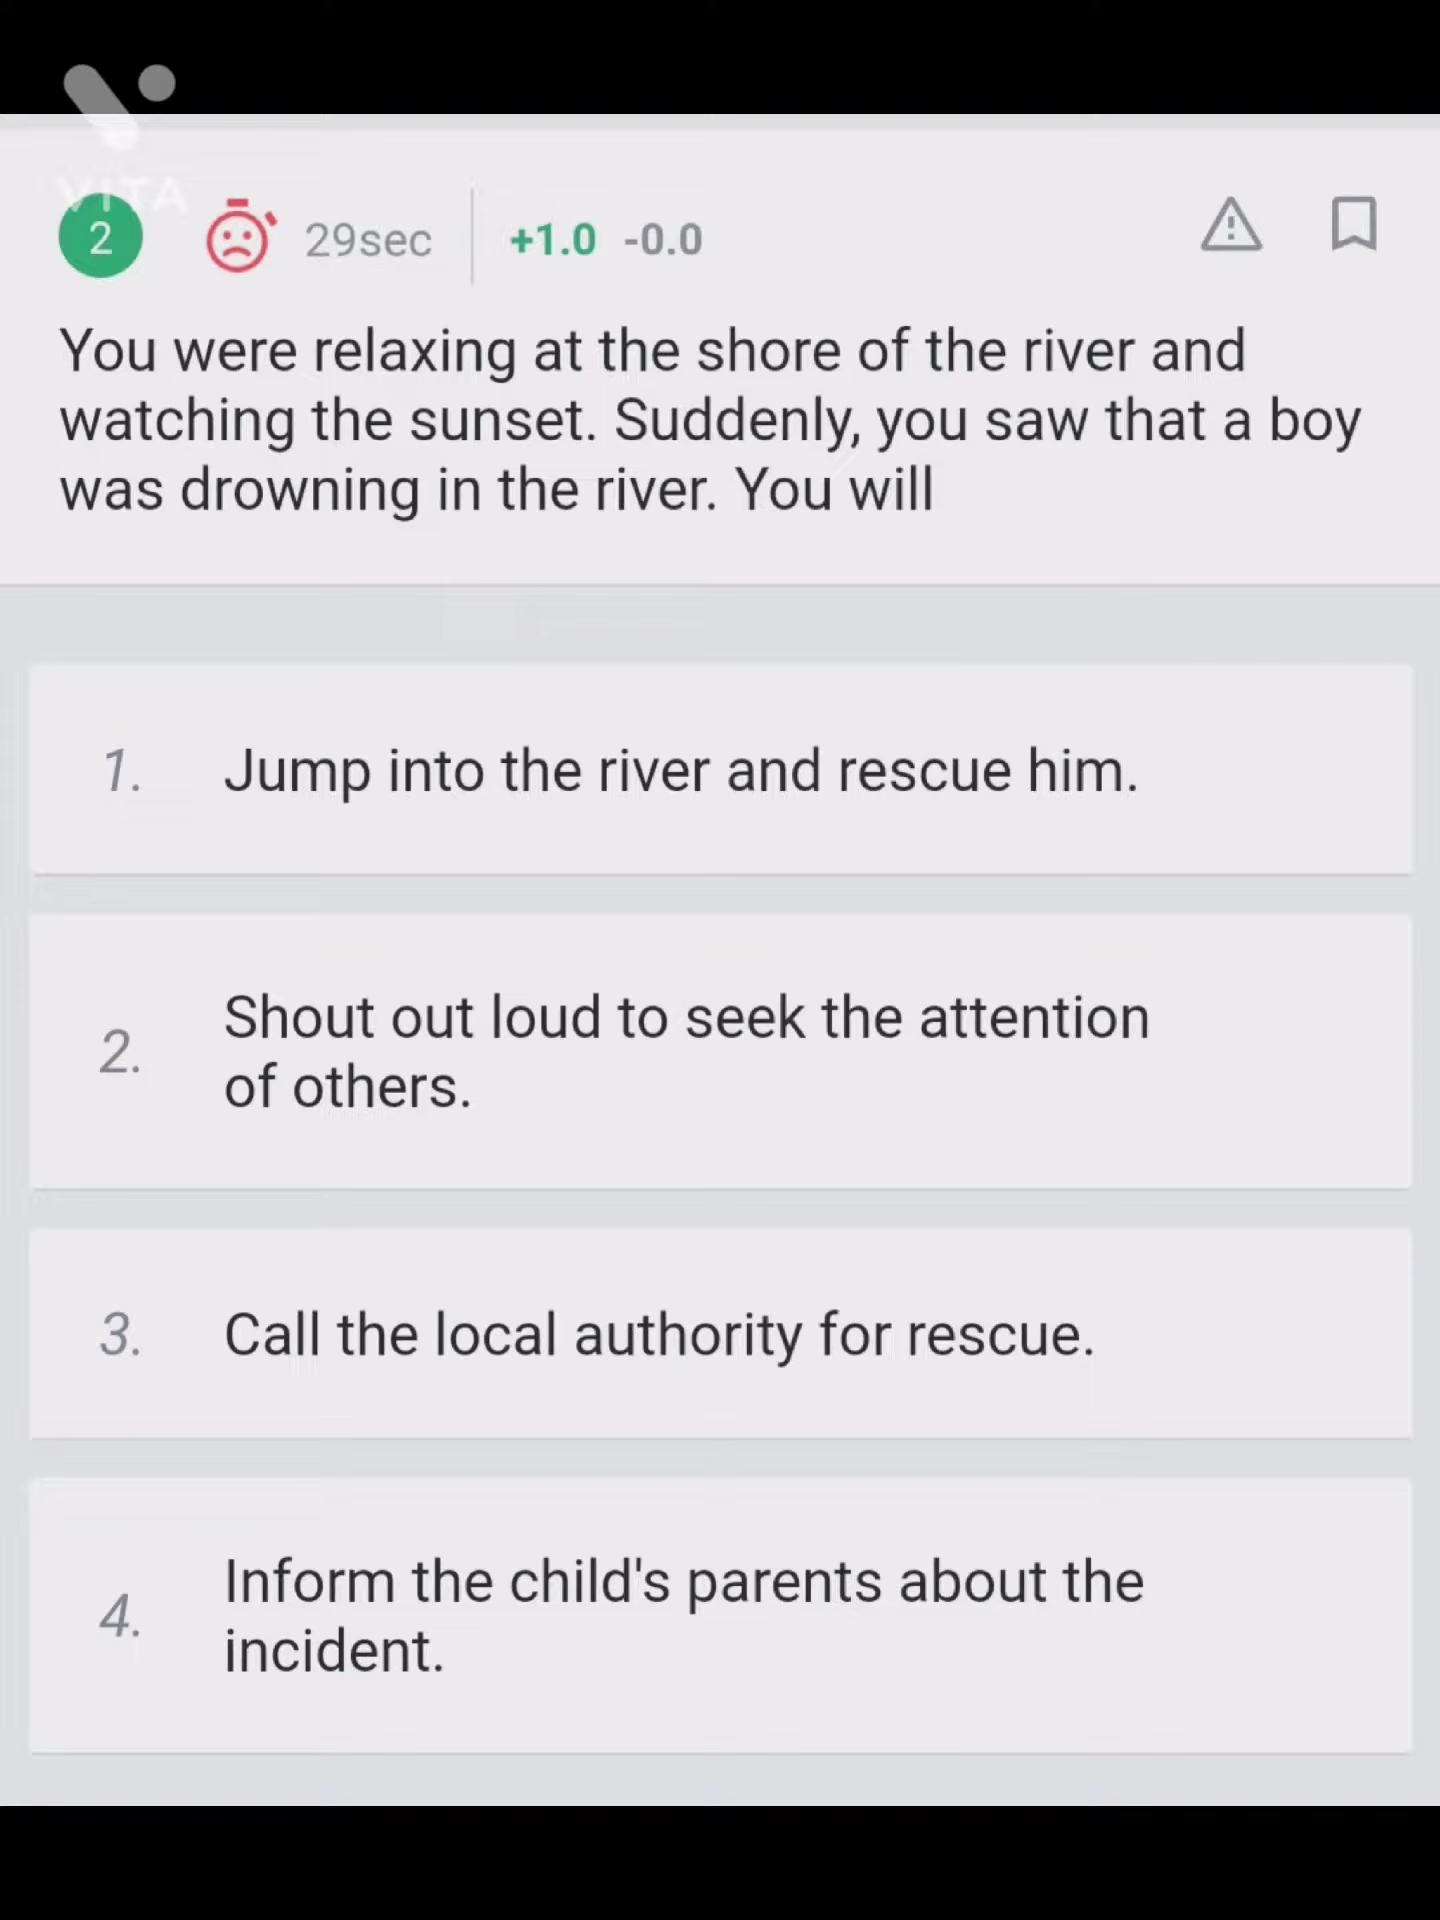 VITA
2 29sec +1.0 -0.0
You were relaxing at the shore of the river and
watching the sunset. Suddenly, you saw that a boy
was drowning in the river. You will
1. Jump into the river and rescue him.
2. Shout out loud to seek the attention
of others.
3. Call the local authority for rescue.
4. Inform the child's parents about the
incident.